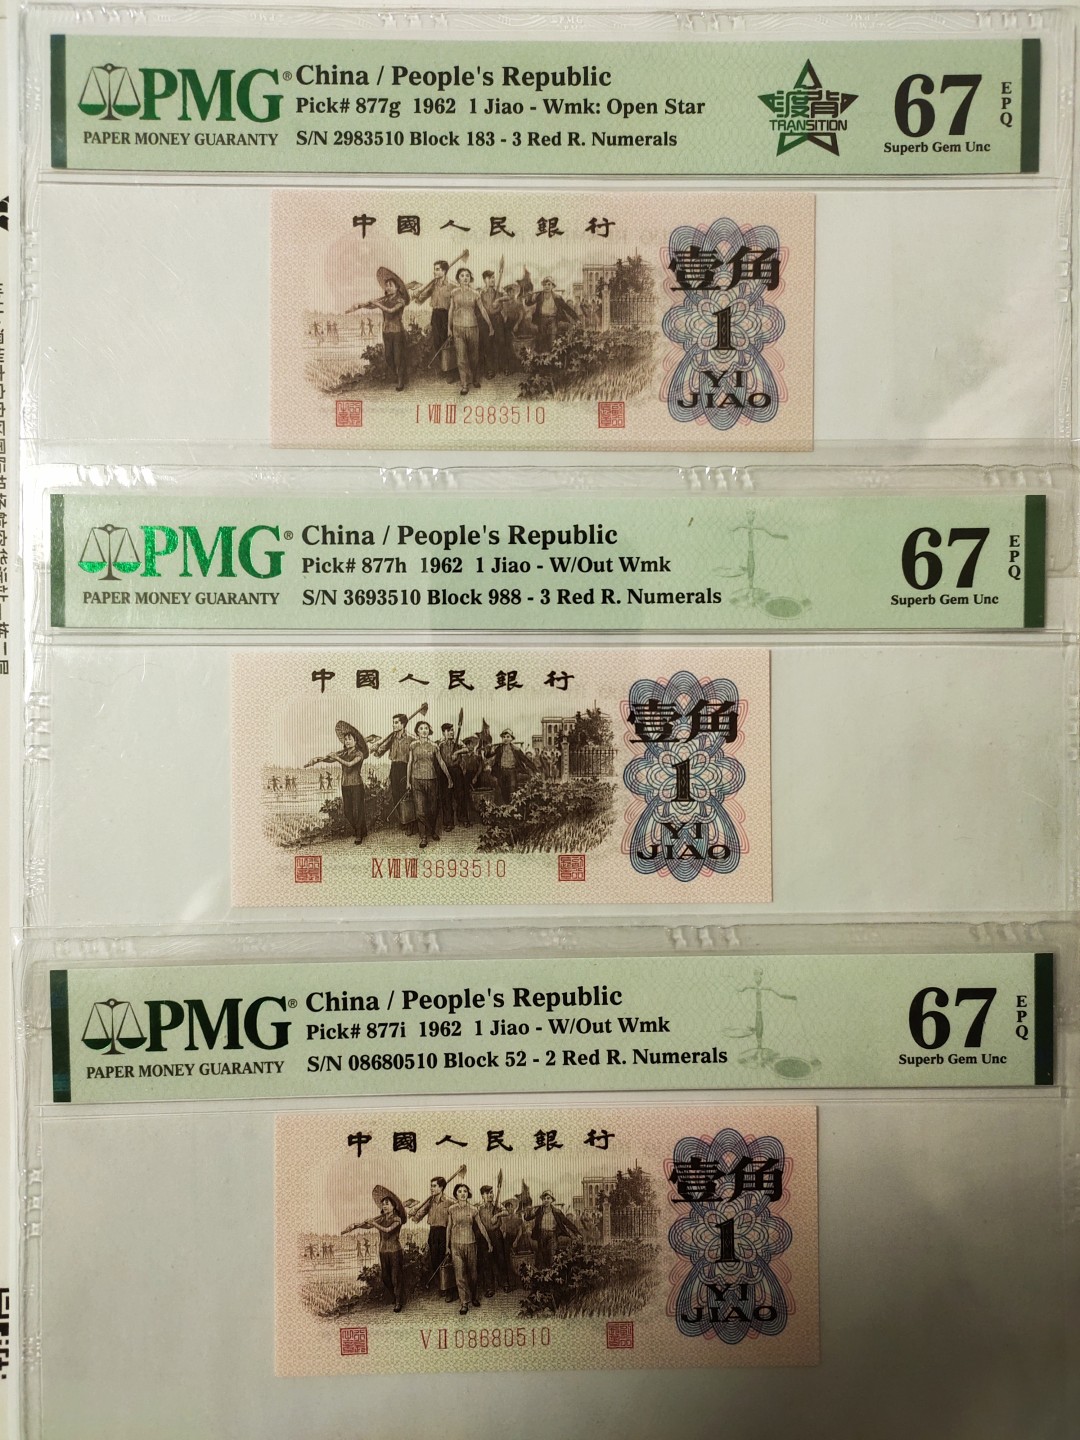 PMG®
PAPER MONEY GUARANTY
China / People's Republic
Pick# 877g 1962 1 Jiao - Wmk: Open Star
S/N 2983510 Block 183 - 3 Red R. Numerals
渡背
TRANSITION
67
EPQ
Superb Gem Unc
中國人民銀行
壹角
1
YI
JIAO
I VIII III 2983510
PMG®
PAPER MONEY GUARANTY
China / People's Republic
Pick# 877h 1962 1 Jiao - W/Out Wmk
S/N 3693510 Block 988 - 3 Red R. Numerals
67
EPQ
Superb Gem Unc
中國人民銀行
壹角
1
YI
JIAO
IX VIII VIII 3693510
PMG®
PAPER MONEY GUARANTY
China / People's Republic
Pick# 877i 1962 1 Jiao - W/Out Wmk
S/N 08680510 Block 52 - 2 Red R. Numerals
67
EPQ
Superb Gem Unc
中國人民銀行
壹角
1
YI
JIAO
V II 08680510